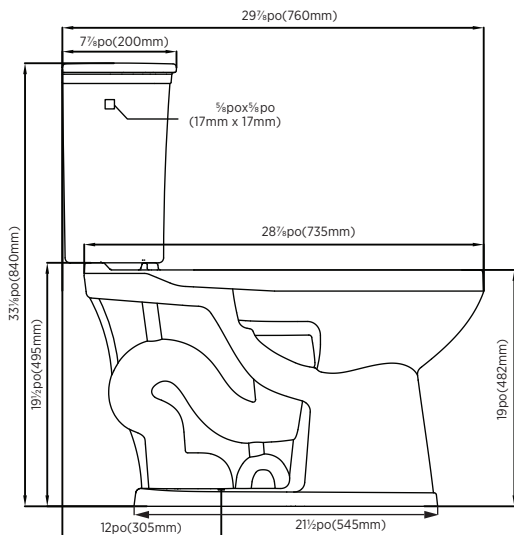 29⅞po(760mm)
7⅞po(200mm)
⅝pox⅝po
(17mm x 17mm)
28⅞po(735mm)
33⅛po(840mm)
19½po(495mm)
19po(482mm)
12po(305mm)
21½po(545mm)